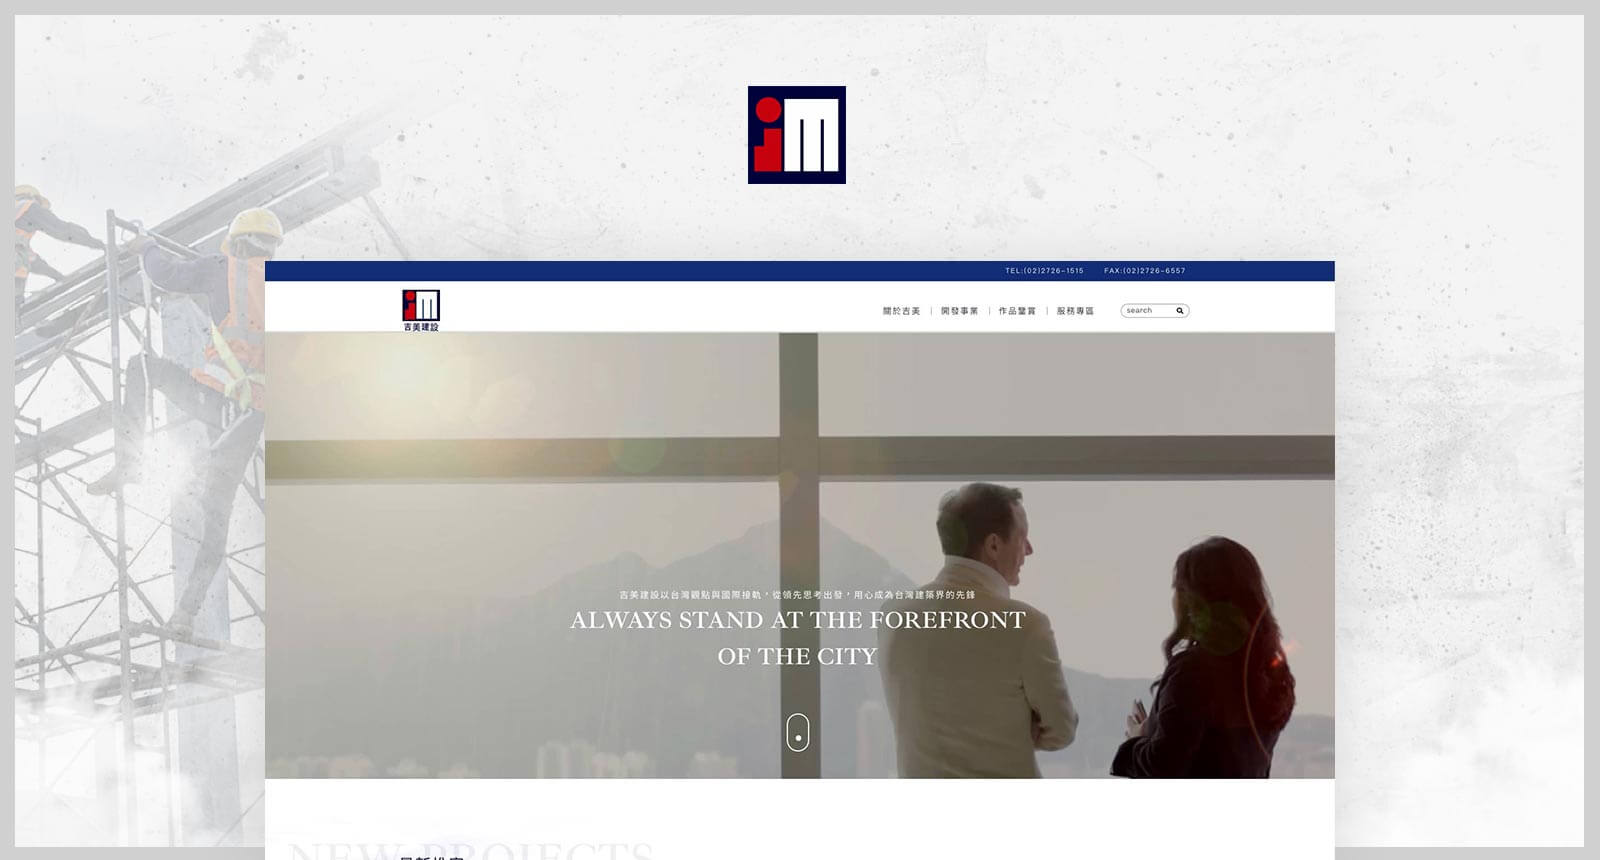 im
TEL:(02)2726-1515 FAX:(02)2726-6557
im
吉美建設
關於吉美 | 開發事業 | 作品鑒賞 | 服務專區
search
吉美建設以台灣觀點與國際接軌，從領先思考出發，用心成為台灣建築界的先鋒
ALWAYS STAND AT THE FOREFRONT
OF THE CITY
NEW PROJECTS